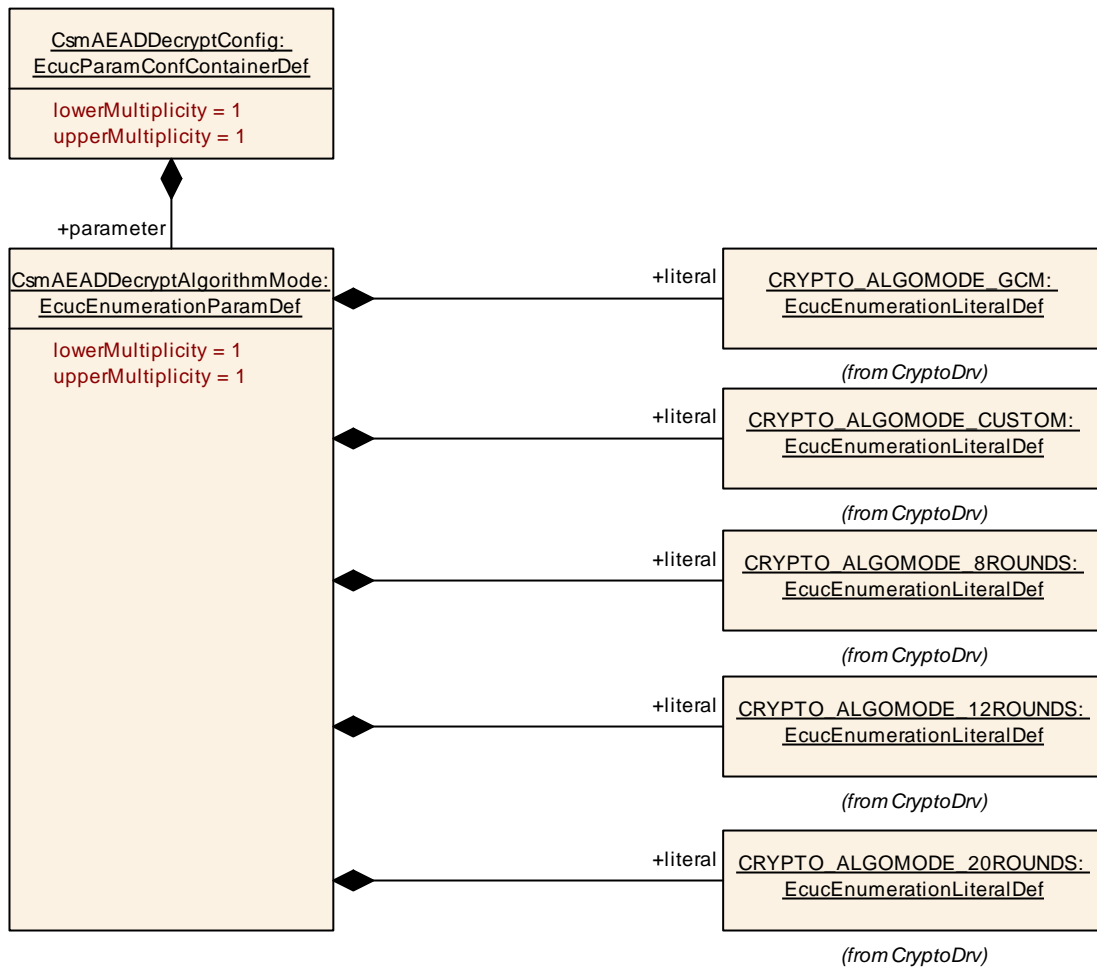 CsmAEADDecryptConfig:
EcucParamConfContainerDef
lowerMultiplicity = 1
upperMultiplicity = 1
+parameter
CsmAEADDecryptAlgorithmMode:
EcucEnumerationParamDef
lowerMultiplicity = 1
upperMultiplicity = 1
+literal
CRYPTO_ALGOMODE_GCM:
EcucEnumerationLiteralDef
(from CryptoDrv)
+literal
CRYPTO_ALGOMODE_CUSTOM:
EcucEnumerationLiteralDef
(from CryptoDrv)
+literal
CRYPTO_ALGOMODE_8ROUNDS:
EcucEnumerationLiteralDef
(from CryptoDrv)
+literal
CRYPTO_ALGOMODE_12ROUNDS:
EcucEnumerationLiteralDef
(from CryptoDrv)
+literal
CRYPTO_ALGOMODE_20ROUNDS:
EcucEnumerationLiteralDef
(from CryptoDrv)